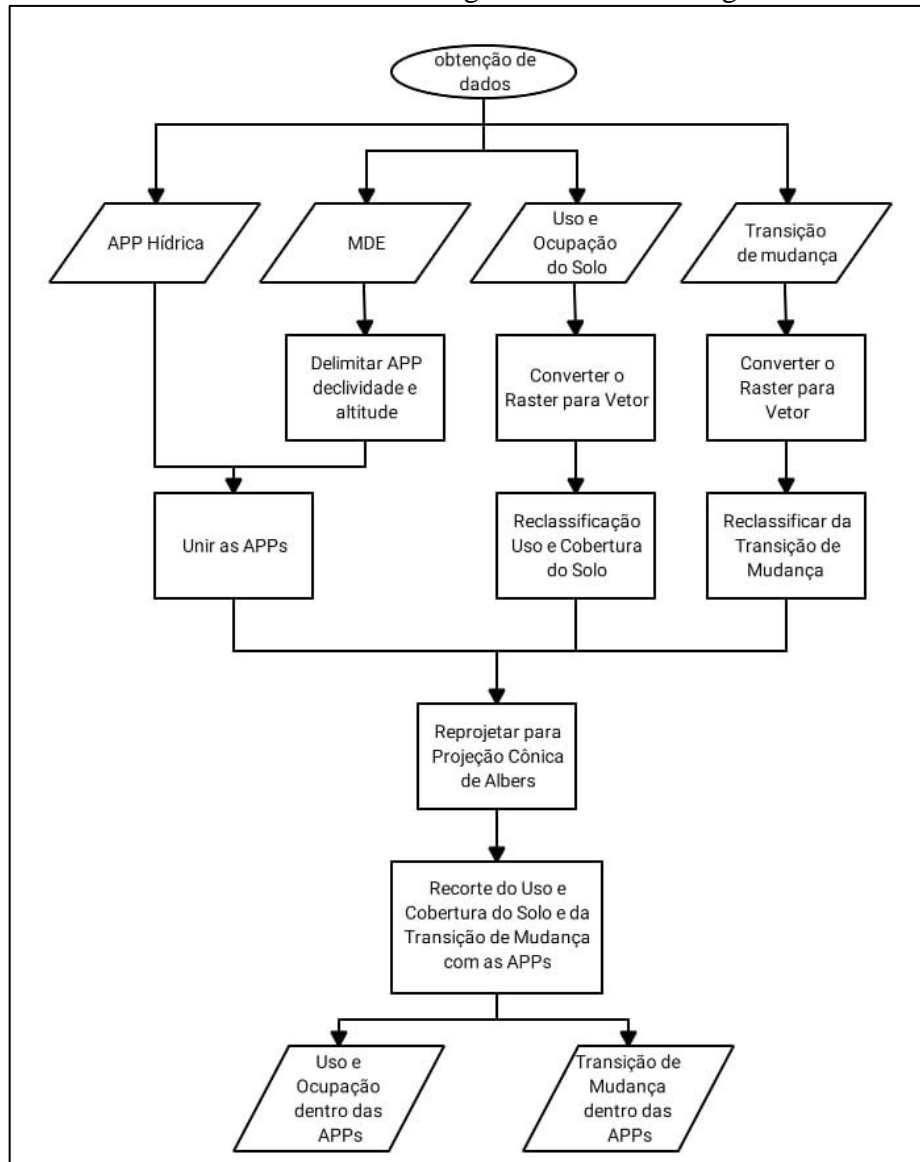 obtenção de
dados
APP Hídrica
MDE
Uso e
Ocupação
do Solo
Transição
de mudança
Delimitar APP
declividade e
altitude
Converter o
Raster para Vetor
Converter o
Raster para
Vetor
Unir as APPs
Reclassificação
Uso e Cobertura
do Solo
Reclassificar da
Transição de
Mudança
Reprojetar para
Projeção Cônica
de Albers
Recorte do Uso e
Cobertura do Solo e da
Transição de Mudança
com as APPs
Uso e
Ocupação
dentro das
APPs
Transição de
Mudança
dentro das
APPs